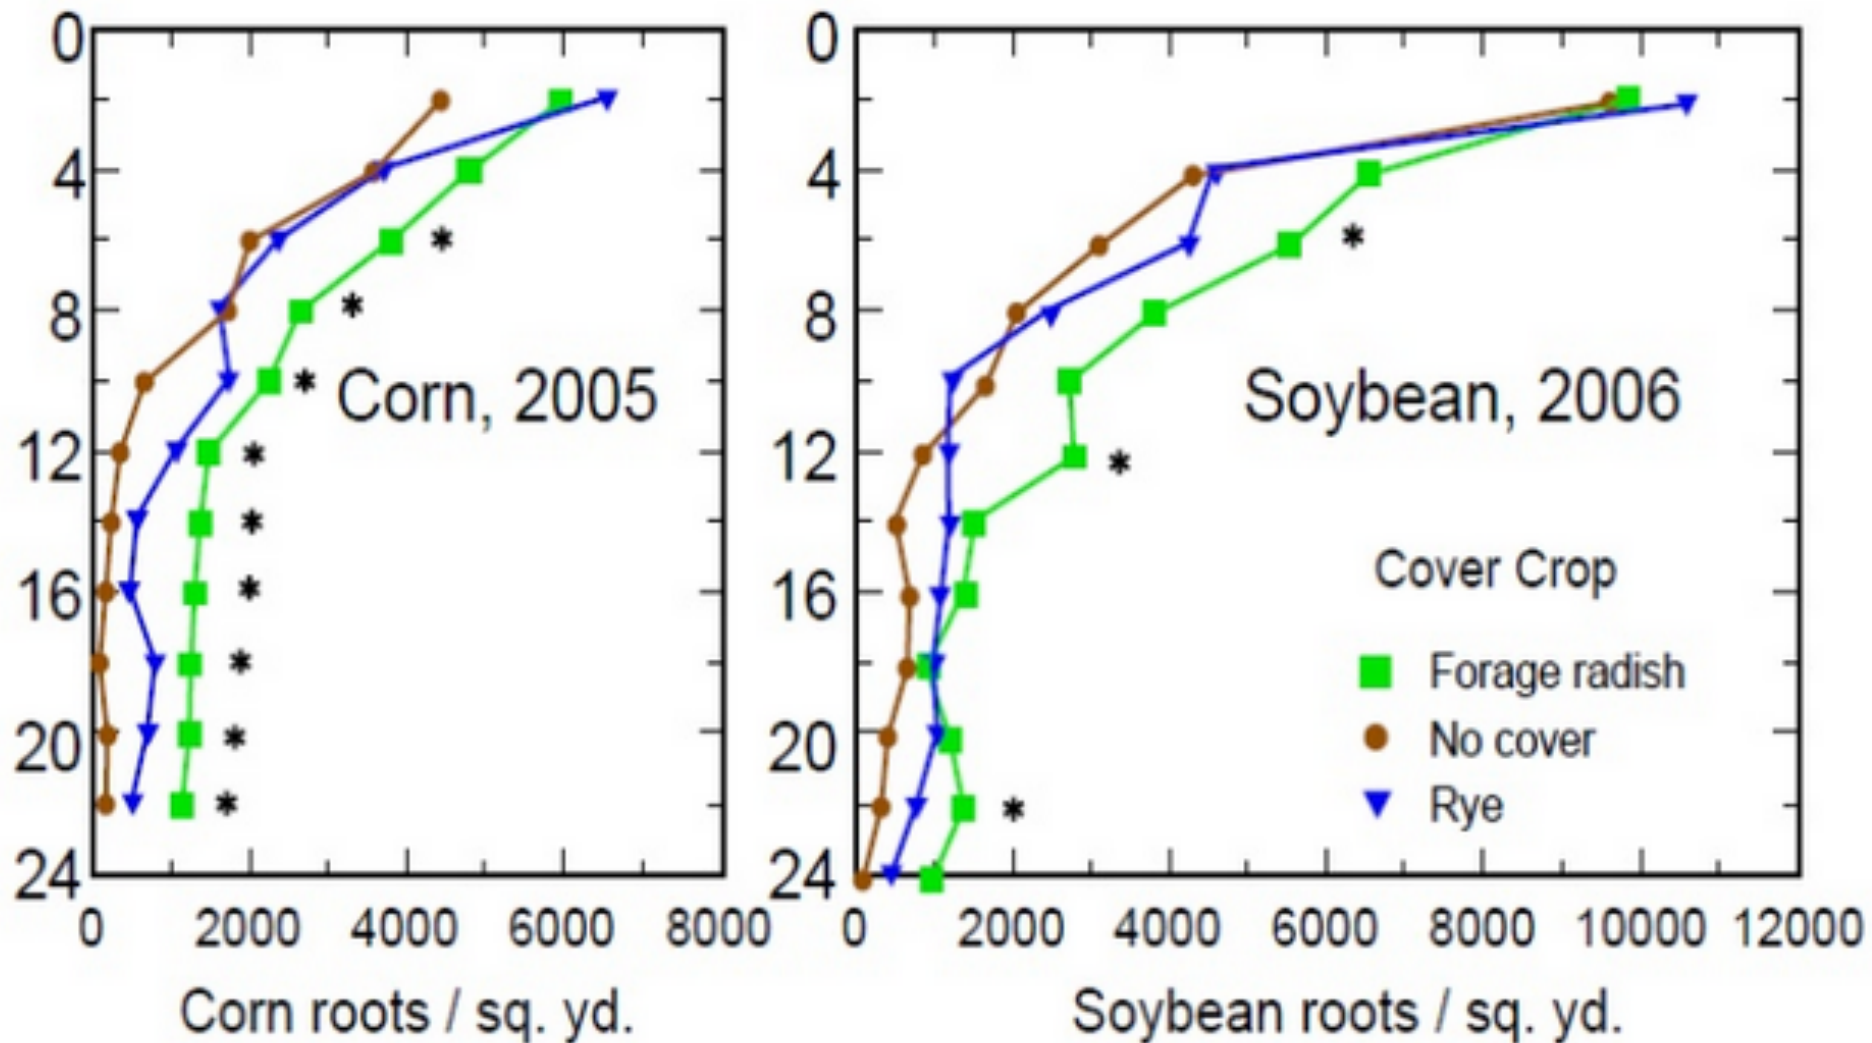 0
4
8
12
16
20
24
0 2000 4000 6000 8000
Corn, 2005
* * * * * * * * *
Corn roots / sq. yd.
0
4
8
12
16
20
24
0 2000 4000 6000 8000 10000 12000
Soybean, 2006
* * *
Cover Crop
Forage radish
No cover
Rye
Soybean roots / sq. yd.